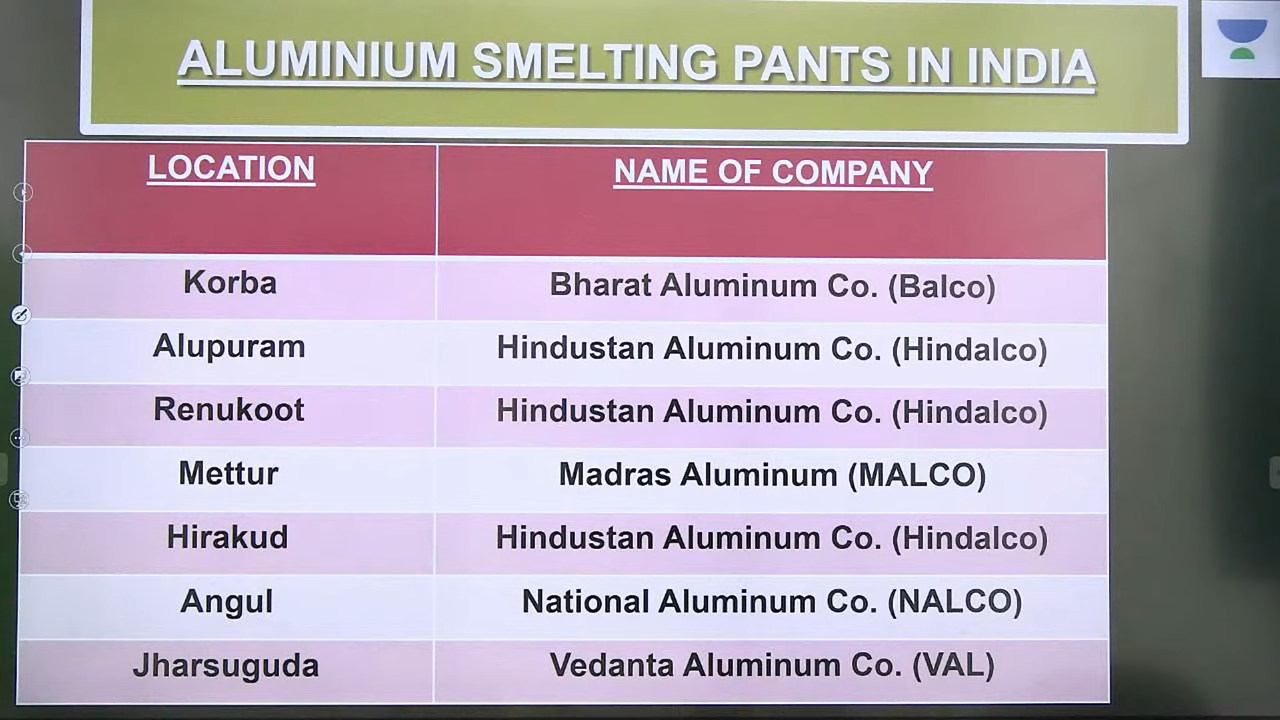 ALUMINIUM SMELTING PANTS IN INDIA
LOCATION NAME OF COMPANY
Korba Bharat Aluminum Co. (Balco)
Alupuram Hindustan Aluminum Co. (Hindalco)
Renukoot Hindustan Aluminum Co. (Hindalco)
Mettur Madras Aluminum (MALCO)
Hirakud Hindustan Aluminum Co. (Hindalco)
Angul National Aluminum Co. (NALCO)
Jharsuguda Vedanta Aluminum Co. (VAL)